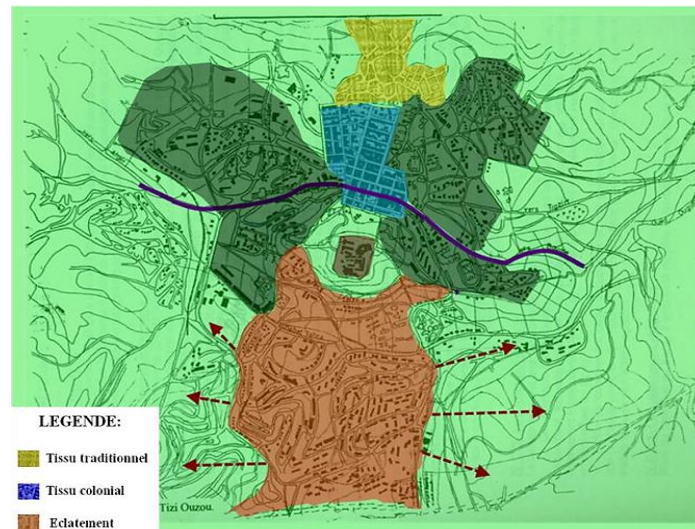 LEGENDE:
Tissu traditionnel
Tissu colonial
Tizi Ouzou.
Eclatement